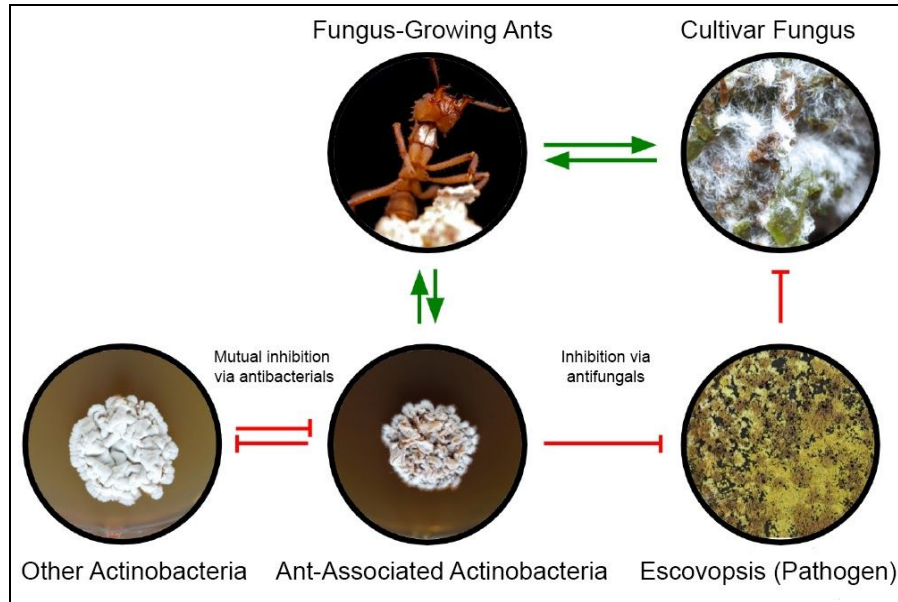 Fungus-Growing Ants
Cultivar Fungus
Mutual inhibition
via antibacterials
Inhibition via
antifungals
Other Actinobacteria
Ant-Associated Actinobacteria
Escovopsis (Pathogen)